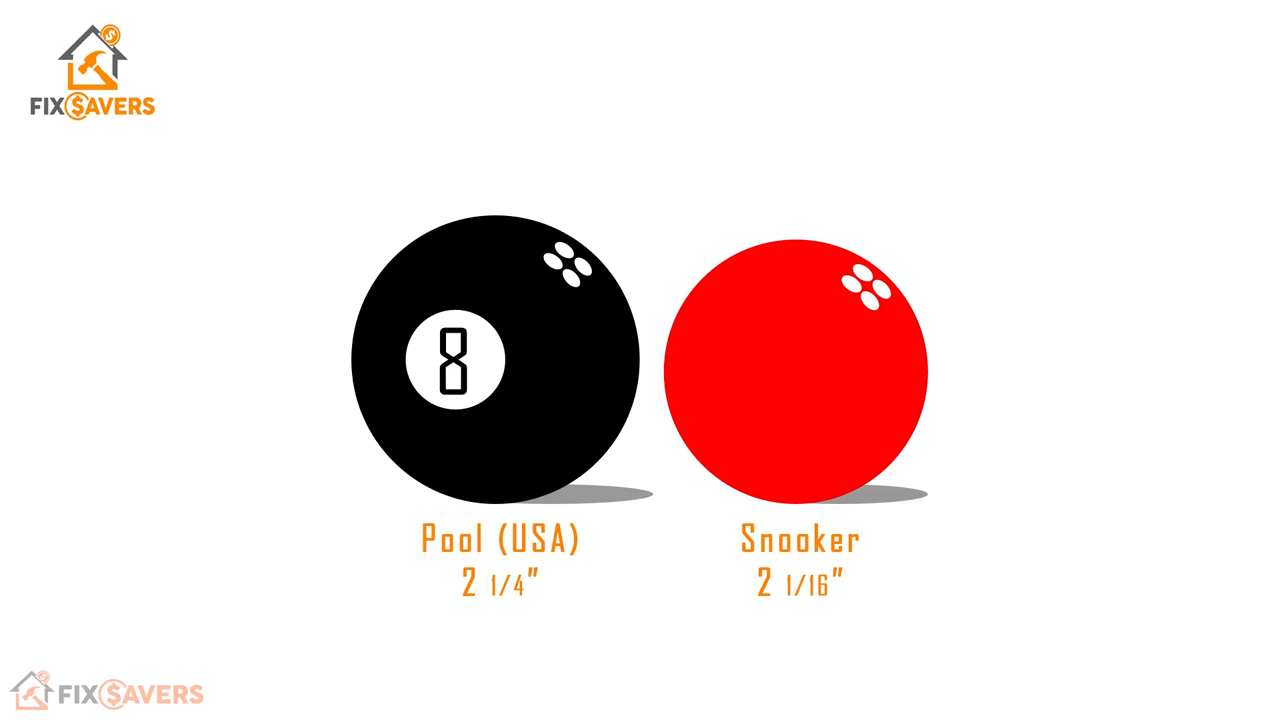 FIX$AVERS
8
Pool (USA)
2 1/4"
Snooker
2 1/16"
FIX$AVERS